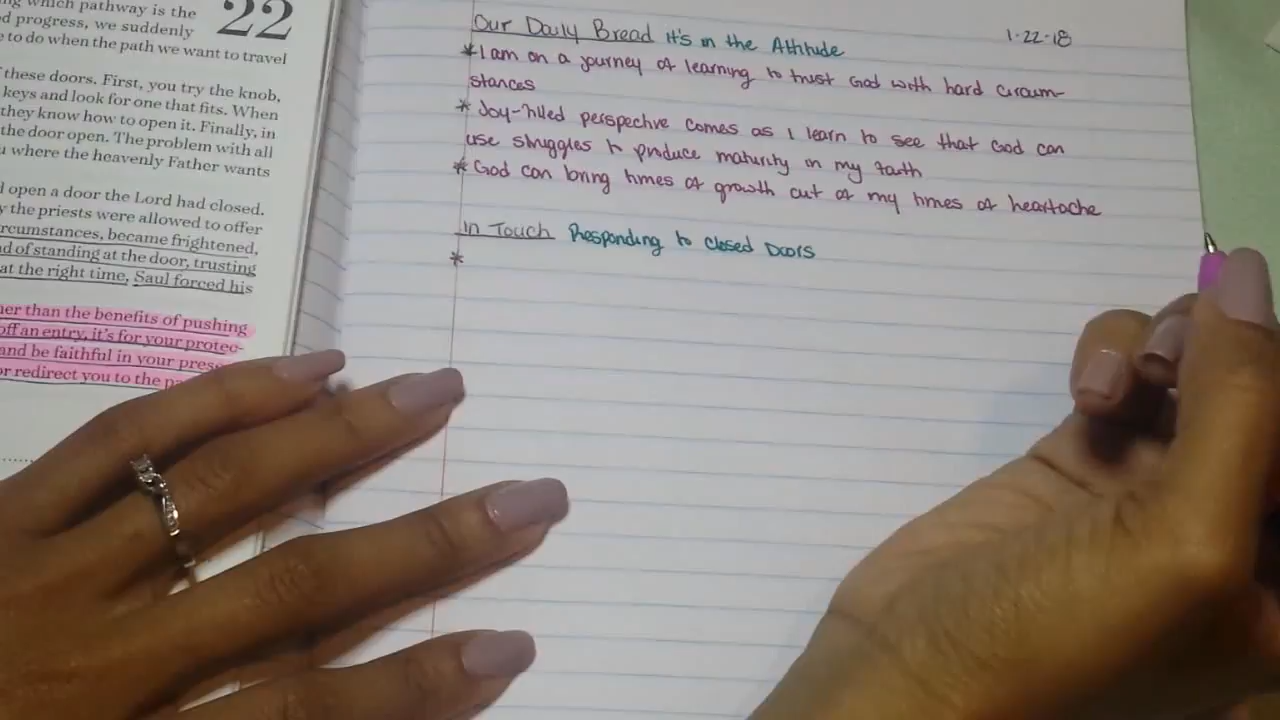 ng which pathway is the
d progress, we suddenly
e to do when the path we want to travel
22
these doors. First, you try the knob,
keys and look for one that fits. When
they know how to open it. Finally, in
the door open. The problem with all
u where the heavenly Father wants
open a door the Lord had closed.
y the priests were allowed to offer
rcumstances, became frightened,
d of standing at the door, trusting
at the right time, Saul forced his
her than the benefits of pushing
off an entry, it's for your protec-
and be faithful in your pres
or redirect you to the pa
Our Daily Bread It's in the Attitude
1-22-18
*I am on a journey of learning to trust God with hard circum-
stances
* Joy-filled perspective comes as I learn to see that God can
use struggles to produce maturity in my faith
* God can bring times of growth out of my times of heartache
In Touch Responding to Closed Doors
*